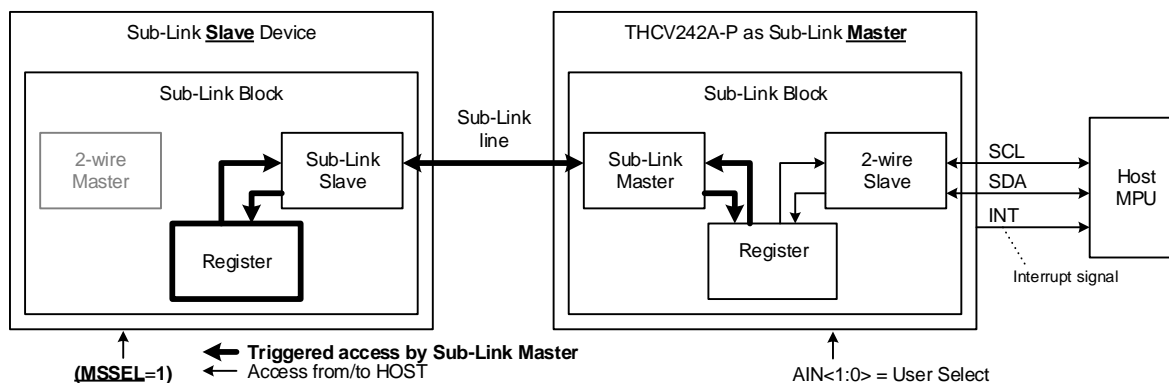 Sub-Link Slave Device
Sub-Link Block
2-wire
Master
Sub-Link
Slave
Register
(MSSEL=1)
Sub-Link
line
THCV242A-P as Sub-Link Master
Sub-Link Block
Sub-Link
Master
2-wire
Slave
Register
SCL
SDA
INT
Host
MPU
Interrupt signal
Triggered access by Sub-Link Master
Access from/to HOST
AIN<1:0> = User Select